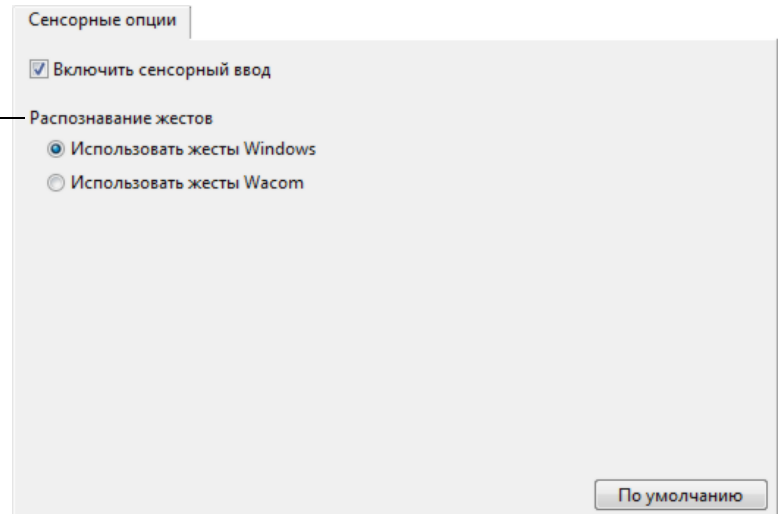 Сенсорные опции
Включить сенсорный ввод
Распознавание жестов
Использовать жесты Windows
Использовать жесты Wacom
По умолчанию